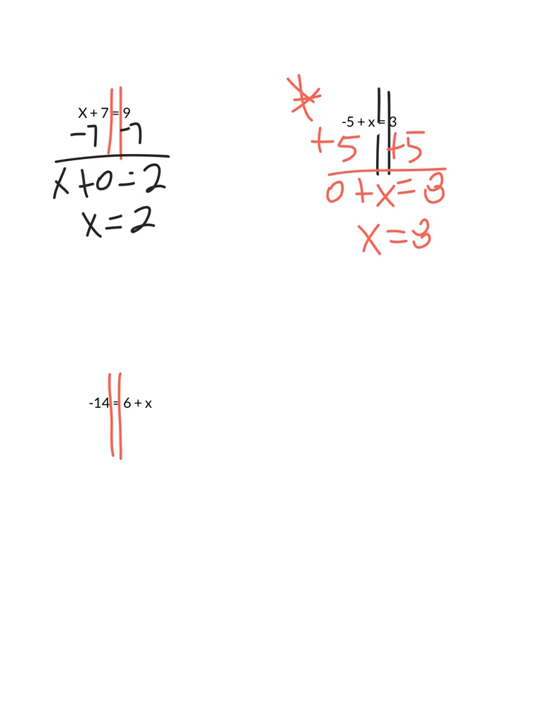 X + 7 = 9
-7 -7
x + 0 = 2
x = 2
-5 + x = 3
+5 +5
0 + x = 3
x = 3
-14 = 6 + x